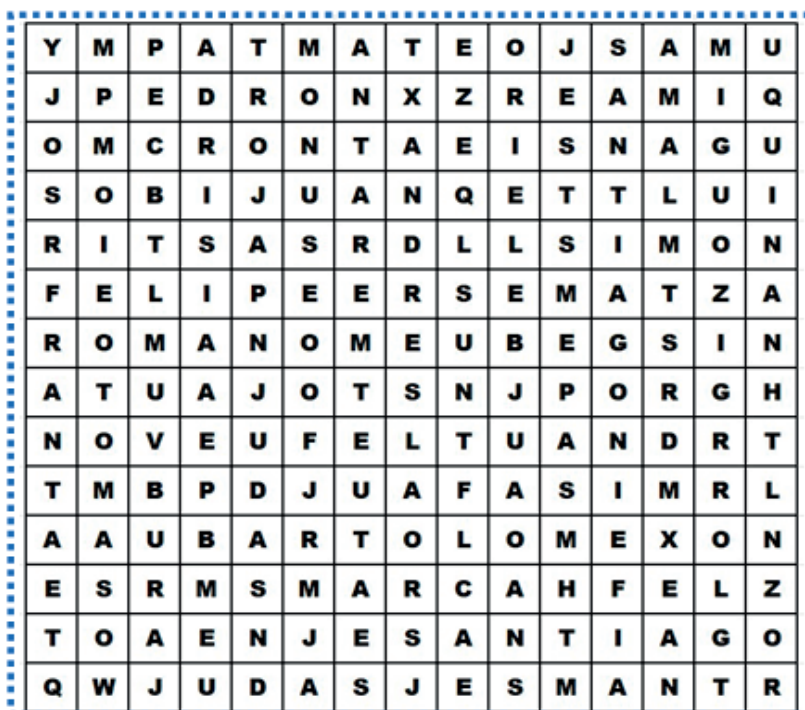 Y M P A T M A T E O J S A M U
J P E D R O N X Z R E A M I Q
O M C R O N T A E I S N A G U
S O B I J U A N Q E T T L U I
R I T S A S R D L L S I M O N
F E L I P E E R S E M A T Z A
R O M A N O M E U B E G S I N
A T U A J O T S N J P O R G H
N O V E U F E L T U A N D R T
T M B P D J U A F A S I M R L
A A U B A R T O L O M E X O N
E S R M S M A R C A H F E L Z
T O A E N J E S A N T I A G O
Q W J U D A S J E S M A N T R